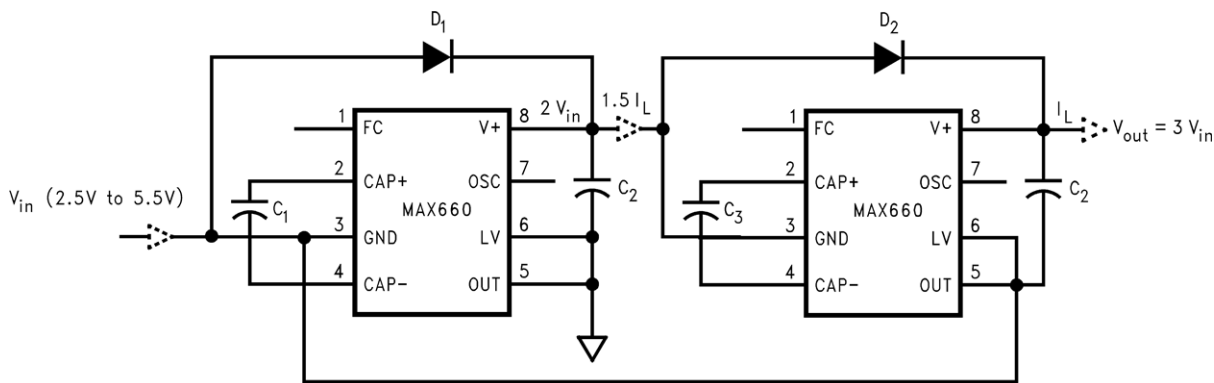 D1
D2
2 Vin
1.5 IL
IL
Vout = 3 Vin
Vin (2.5V to 5.5V)
1
FC
V+
8
2
CAP+
OSC
7
C1
MAX660
C2
3
GND
LV
6
4
CAP-
OUT
5
1
FC
V+
8
2
CAP+
OSC
7
C3
MAX660
C2
3
GND
LV
6
4
CAP-
OUT
5